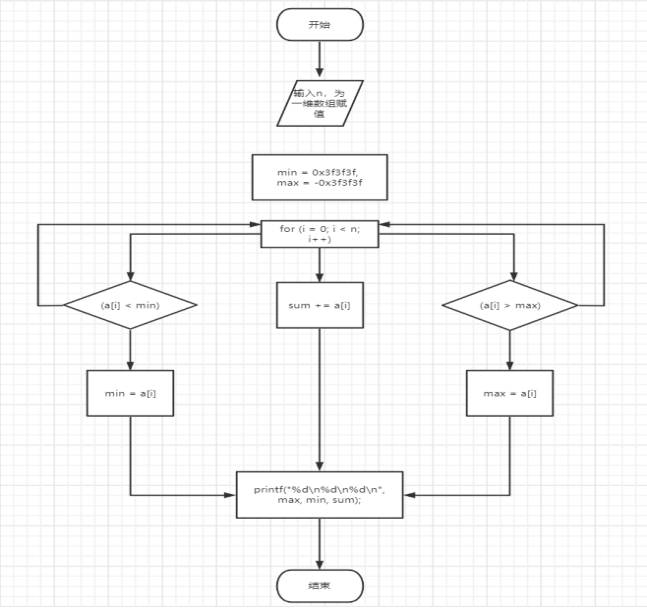 开始
输入n，为
一维数组赋
值
min = 0x3f3f3f,
max = -0x3f3f3f
for (i = 0; i < n;
i++)
(a[i] < min)
sum += a[i]
(a[i] > max)
min = a[i]
max = a[i]
printf("%d\n%d\n%d\n",
max, min, sum);
结束